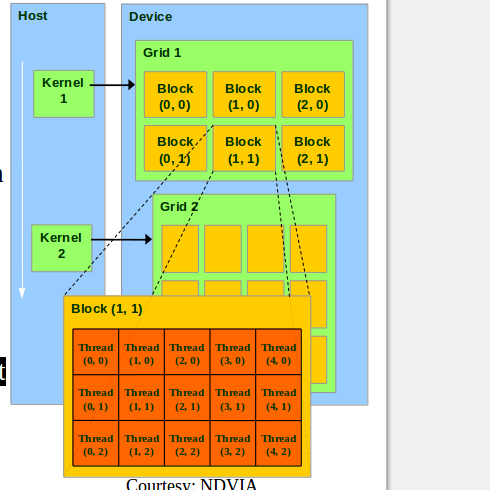 Host
Device
Grid 1
Kernel
1
Block
(0, 0)
Block
(1, 0)
Block
(2, 0)
Block
(0, 1)
Block
(1, 1)
Block
(2, 1)
Grid 2
Kernel
2
Block (1, 1)
Thread
(0, 0)
Thread
(1, 0)
Thread
(2, 0)
Thread
(3, 0)
Thread
(4, 0)
Thread
(0, 1)
Thread
(1, 1)
Thread
(2, 1)
Thread
(3, 1)
Thread
(4, 1)
Thread
(0, 2)
Thread
(1, 2)
Thread
(2, 2)
Thread
(3, 2)
Thread
(4, 2)
t
Courtesy: NDVIA